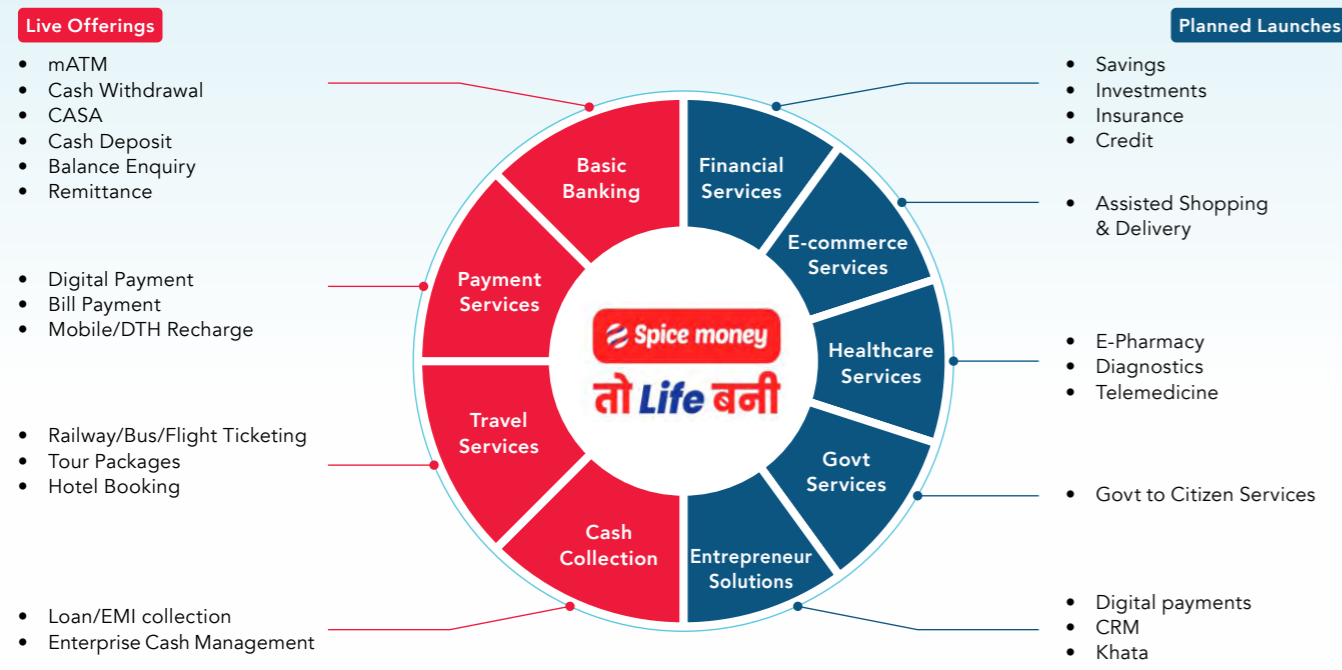 Live Offerings
• mATM
• Cash Withdrawal
• CASA
• Cash Deposit
• Balance Enquiry
• Remittance
• Digital Payment
• Bill Payment
• Mobile/DTH Recharge
• Railway/Bus/Flight Ticketing
• Tour Packages
• Hotel Booking
• Loan/EMI collection
• Enterprise Cash Management
Basic
Banking
Payment
Services
Travel
Services
Cash
Collection
Spice money
तो Life बनी
Financial
Services
E-commerce
Services
Healthcare
Services
Govt
Services
Entrepreneur
Solutions
Planned Launches
• Savings
• Investments
• Insurance
• Credit
• Assisted Shopping
& Delivery
• E-Pharmacy
• Diagnostics
• Telemedicine
• Govt to Citizen Services
• Digital payments
• CRM
• Khata